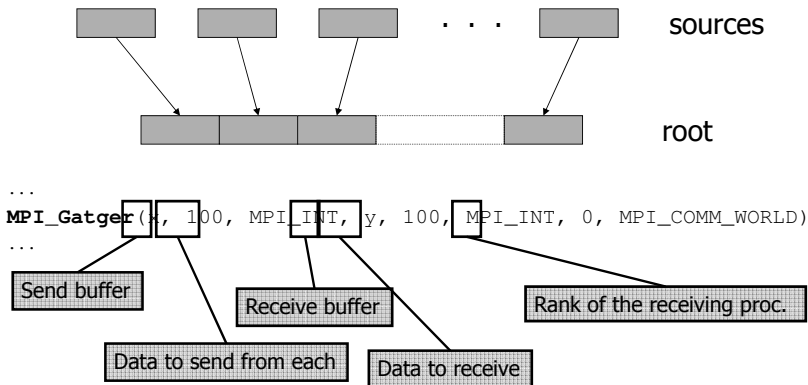 . . .
sources
root
...
MPI_Gatger(x, 100, MPI_INT, y, 100, MPI_INT, 0, MPI_COMM_WORLD)
...
Send buffer
Receive buffer
Rank of the receiving proc.
Data to send from each
Data to receive